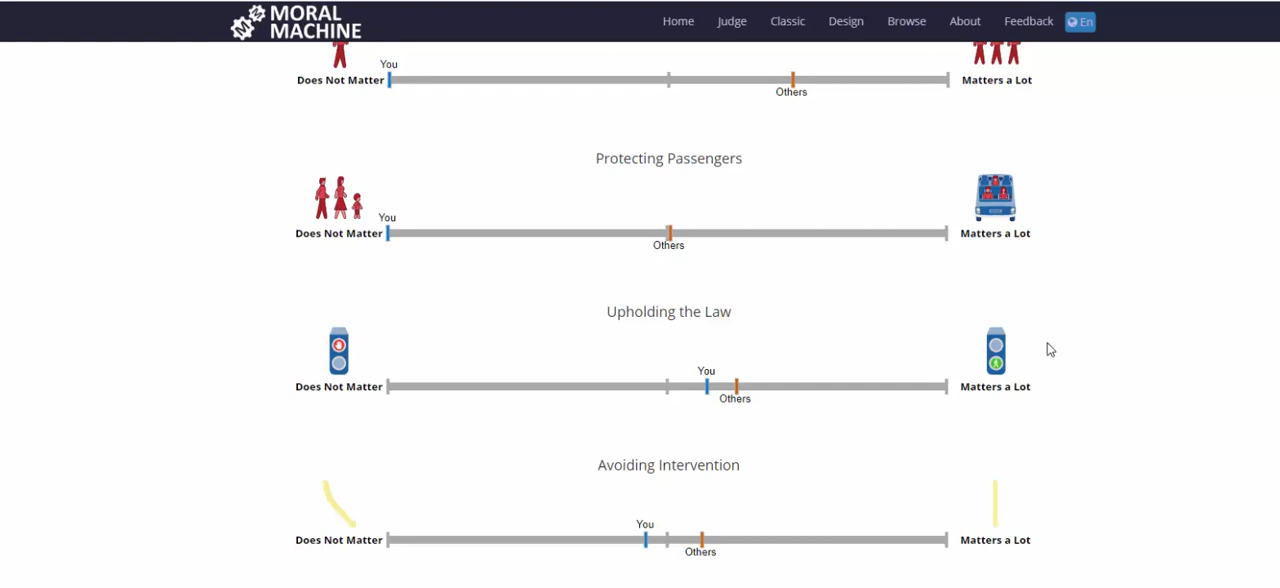 MORAL
MACHINE
Home Judge Classic Design Browse About Feedback En
You
Does Not Matter Matters a Lot
Others
Protecting Passengers
You
Does Not Matter Matters a Lot
Others
Upholding the Law
You
Does Not Matter Matters a Lot
Others
Avoiding Intervention
You
Does Not Matter Matters a Lot
Others